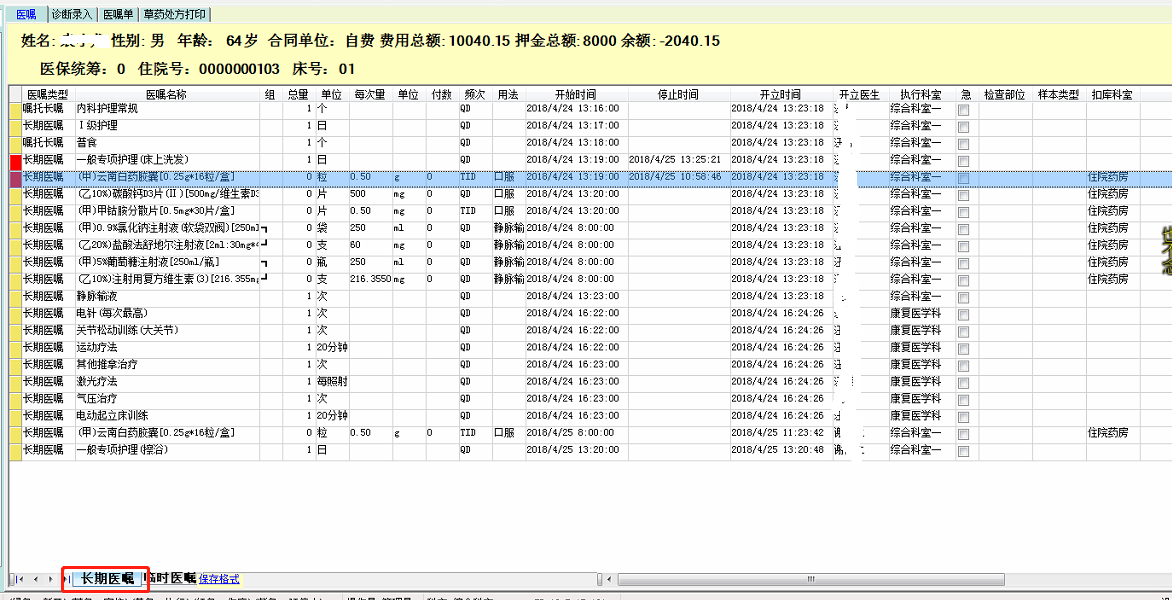 医嘱 诊断录入 医嘱单 草药处方打印
姓名: 性别: 男 年龄: 64岁 合同单位: 自费 费用总额:10040.15 押金总额:8000 余额:-2040.15
医保统筹: 0 住院号: 0000000103 床号: 01
医嘱类型 医嘱名称 组 总量 单位 每次量 单位 付数 频次 用法 开始时间 停止时间 开立时间 开立医生 执行科室 急 检查部位 样本类型 扣库科室
嘱托长嘱 内科护理常规 1 个 QD 2018/4/24 13:16:00 2018/4/24 13:23:18 综合科室一
长期医嘱 Ⅰ级护理 1 日 QD 2018/4/24 13:17:00 2018/4/24 13:23:18 综合科室一
嘱托长嘱 普食 1 个 QD 2018/4/24 13:18:00 2018/4/24 13:23:18 综合科室一
长期医嘱 一般专项护理(床上洗发) 1 日 QD 2018/4/24 13:19:00 2018/4/25 13:25:21 2018/4/24 13:23:18 综合科室一
长期医嘱 (甲)云南白药胶囊[0.25g*16粒/盒] 0 粒 0.50 g 0 TID 口服 2018/4/24 13:19:00 2018/4/25 10:58:46 2018/4/24 13:23:18 综合科室一 住院药房
长期医嘱 (乙10%)碳酸钙D3片(II)[500mg/维生素D3 0 片 500 mg 0 QD 口服 2018/4/24 13:20:00 2018/4/24 13:23:18 综合科室一 住院药房
长期医嘱 (甲)甲钴胺分散片[0.5mg*30片/盒] 0 片 0.50 mg 0 TID 口服 2018/4/24 13:20:00 2018/4/24 13:23:18 综合科室一 住院药房
长期医嘱 (甲)0.9%氯化钠注射液(软袋双阀)[250ml ┓ 0 袋 250 ml 0 QD 静脉输 2018/4/24 8:00:00 2018/4/24 13:23:18 综合科室一 住院药房
长期医嘱 (乙20%)盐酸法舒地尔注射液[2ml:30mg* ┛ 0 支 60 mg 0 QD 静脉输 2018/4/24 8:00:00 2018/4/24 13:23:18 综合科室一 住院药房
长期医嘱 (甲)5%葡萄糖注射液[250ml/瓶] ┓ 0 瓶 250 ml 0 QD 静脉输 2018/4/24 8:00:00 2018/4/24 13:23:18 综合科室一 住院药房
长期医嘱 (乙10%)注射用复方维生素(3)[216.355mg ┛ 0 支 216.3550 mg 0 QD 静脉输 2018/4/24 8:00:00 2018/4/24 13:23:18 综合科室一 住院药房
长期医嘱 静脉输液 1 次 QD 2018/4/24 13:23:00 2018/4/24 13:23:18 综合科室一
长期医嘱 电针(每次最高) 1 次 QD 2018/4/24 16:22:00 2018/4/24 16:24:26 康复医学科
长期医嘱 关节松动训练(大关节) 1 次 QD 2018/4/24 16:22:00 2018/4/24 16:24:26 康复医学科
长期医嘱 运动疗法 1 20分钟 QD 2018/4/24 16:22:00 2018/4/24 16:24:26 康复医学科
长期医嘱 其他推拿治疗 1 次 QD 2018/4/24 16:23:00 2018/4/24 16:24:26 康复医学科
长期医嘱 激光疗法 1 每照射 QD 2018/4/24 16:23:00 2018/4/24 16:24:26 康复医学科
长期医嘱 气压治疗 1 次 QD 2018/4/24 16:23:00 2018/4/24 16:24:26 康复医学科
长期医嘱 电动起立床训练 1 20分钟 QD 2018/4/24 16:23:00 2018/4/24 16:24:26 康复医学科
长期医嘱 (甲)云南白药胶囊[0.25g*16粒/盒] 0 粒 0.50 g 0 TID 口服 2018/4/25 8:00:00 2018/4/25 11:23:42 综合科室一 住院药房
长期医嘱 一般专项护理(擦浴) 1 日 QD 2018/4/25 13:20:00 2018/4/25 13:20:48 综合科室一
长期医嘱 临时医嘱 保存格式